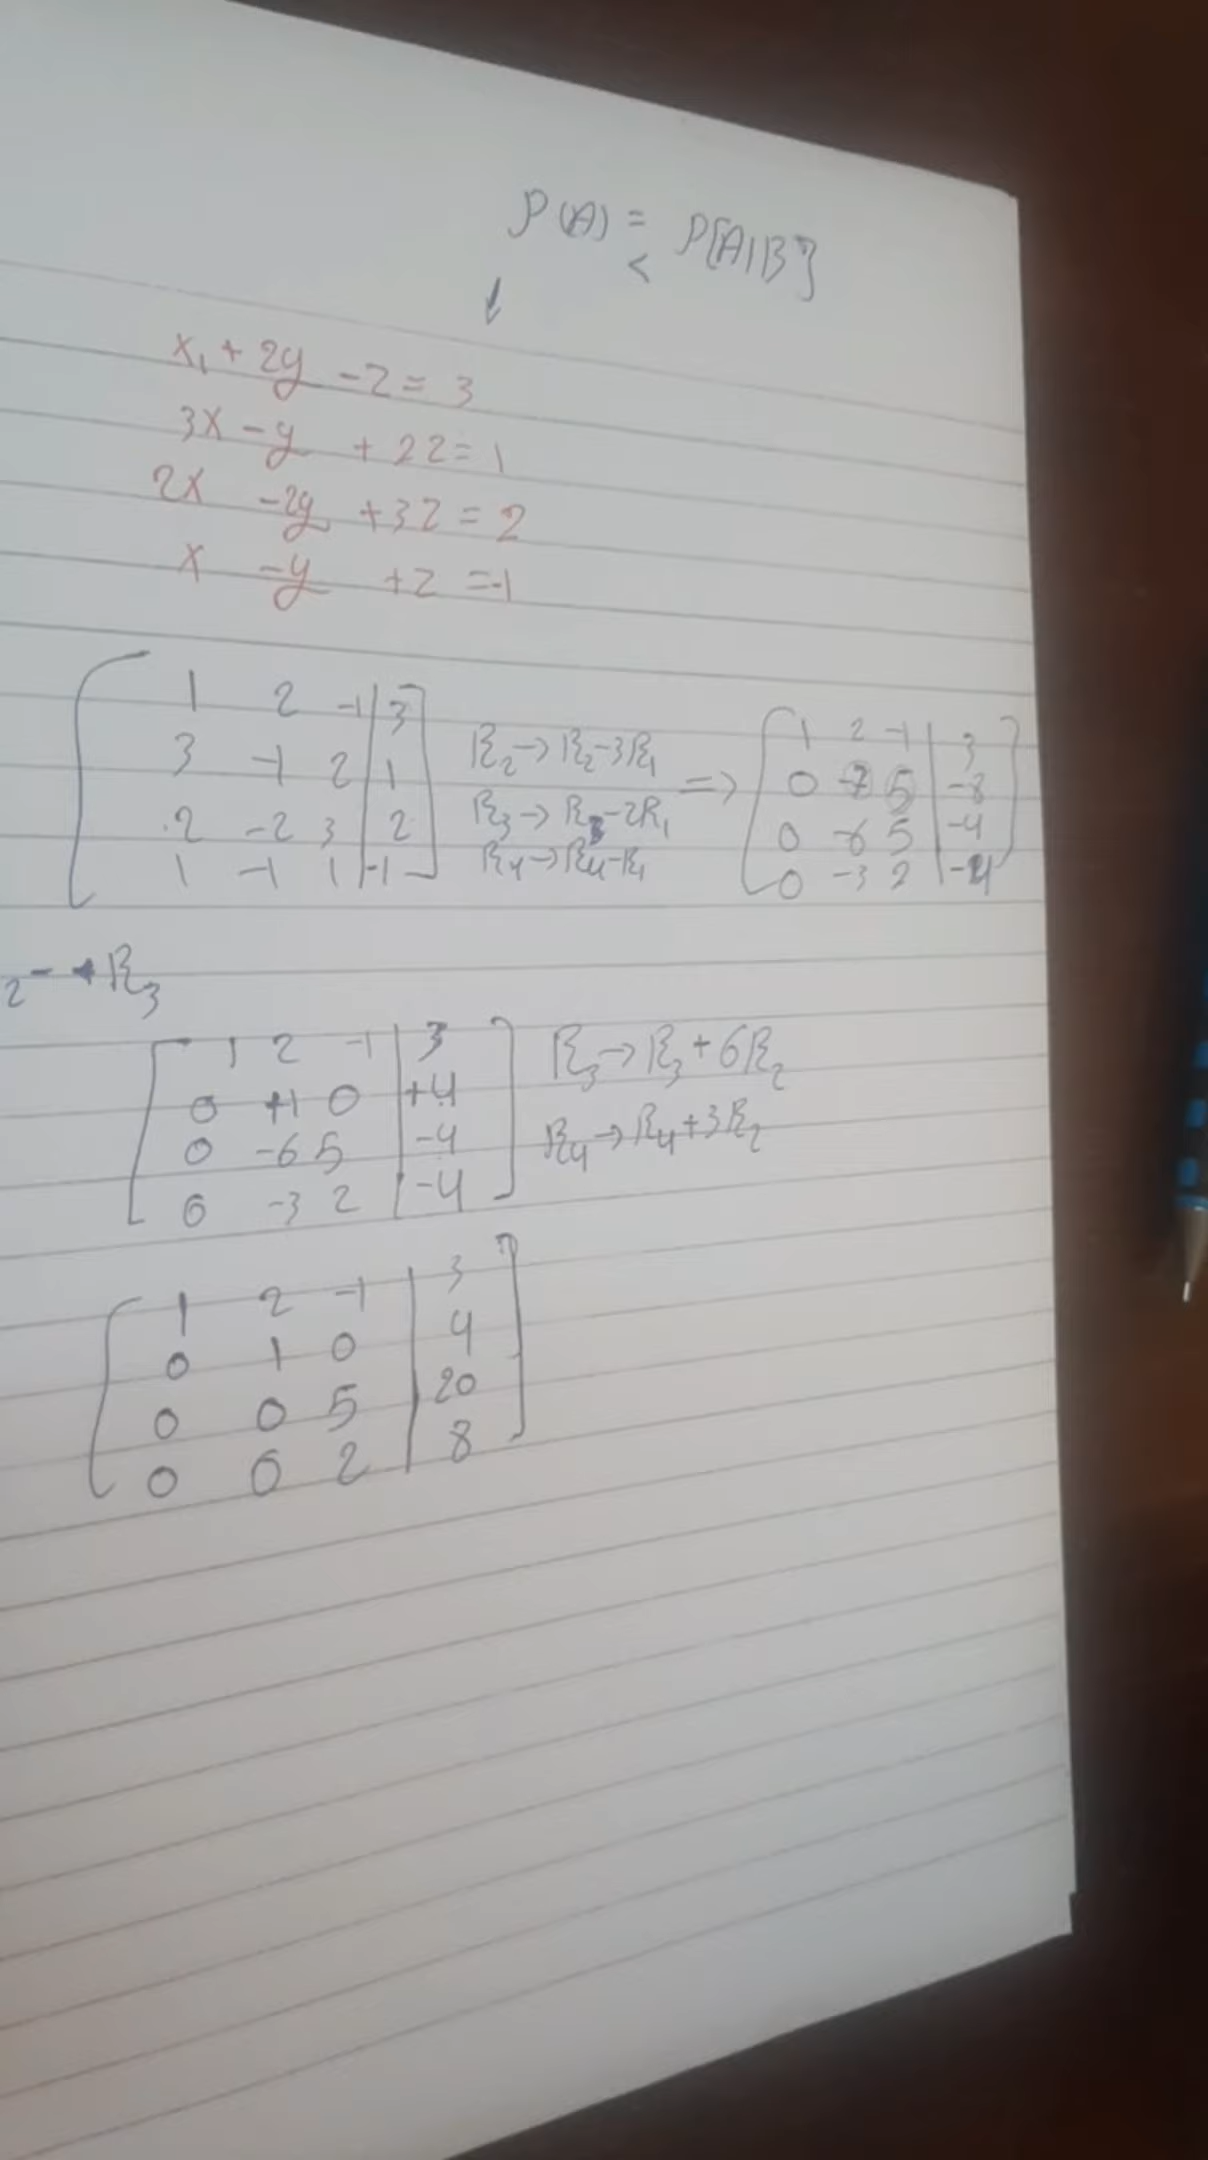 ρ(A) = ρ[A|B]
<
↓
x₁ + 2y - z = 3
3x - y + 2z = 1
2x - 2y + 3z = 2
x - y + z = -1
1 2 -1 | 3
3 -1 2 | 1 R₂ → R₂ - 3R₁
2 -2 3 | 2 R₃ → R₃ - 2R₁
1 -1 1 | -1 R₄ → R₄ - R₁
⇒
1 2 -1 | 3
0 -7 5 | -8
0 -6 5 | -4
0 -3 2 | -4
₂ - R₃
1 2 -1 | 3
0 +1 0 | +4
0 -6 5 | -4
0 -3 2 | -4
R₃ → R₃ + 6R₂
R₄ → R₄ + 3R₂
1 2 -1 | 3
0 1 0 | 4
0 0 5 | 20
0 0 2 | 8